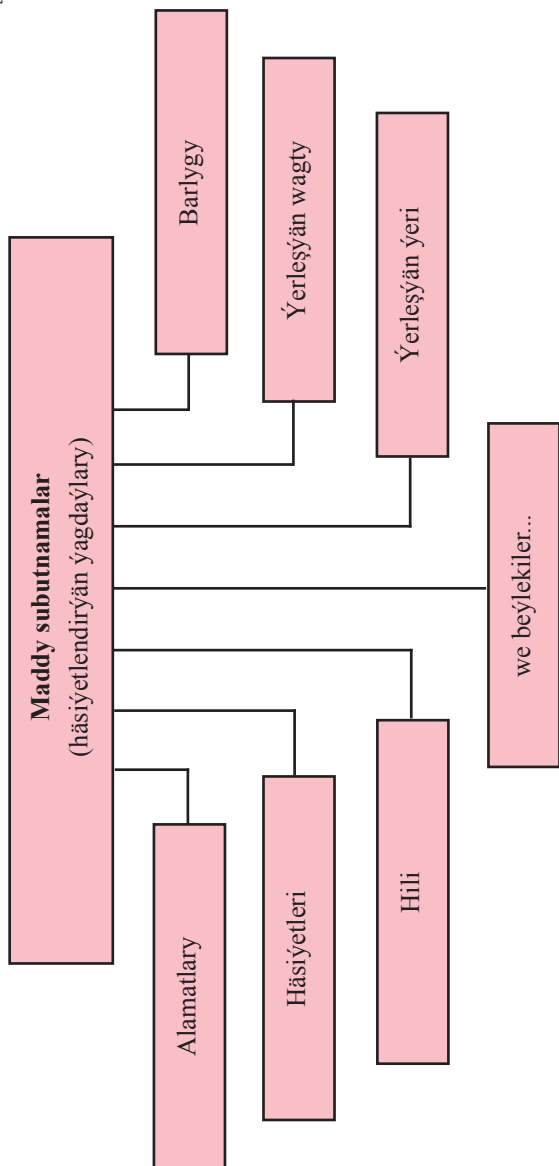 Maddy subutnamalar
(häsiýetlendirýän ýagdaýlary)
Alamatlary
Häsiýetleri
Hili
we beýlekiler...
Ýerleşýän ýeri
Ýerleşýän wagty
Barlygy